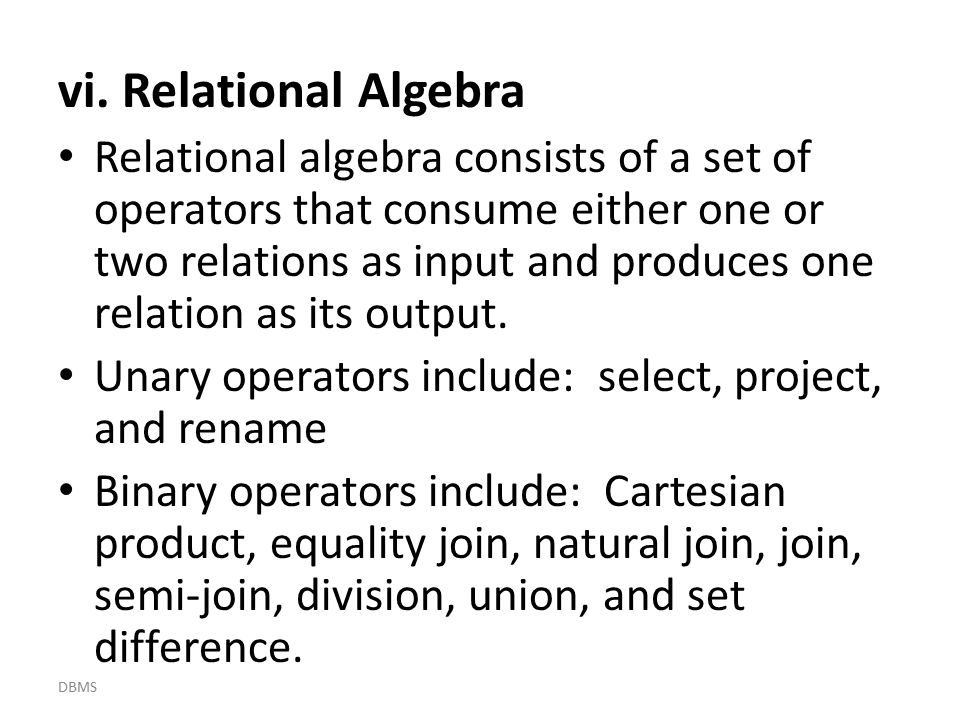 vi. Relational Algebra
• Relational algebra consists of a set of
operators that consume either one or
two relations as input and produces one
relation as its output.
• Unary operators include:  select, project,
and rename
• Binary operators include:  Cartesian
product, equality join, natural join, join,
semi-join, division, union, and set
difference.
DBMS